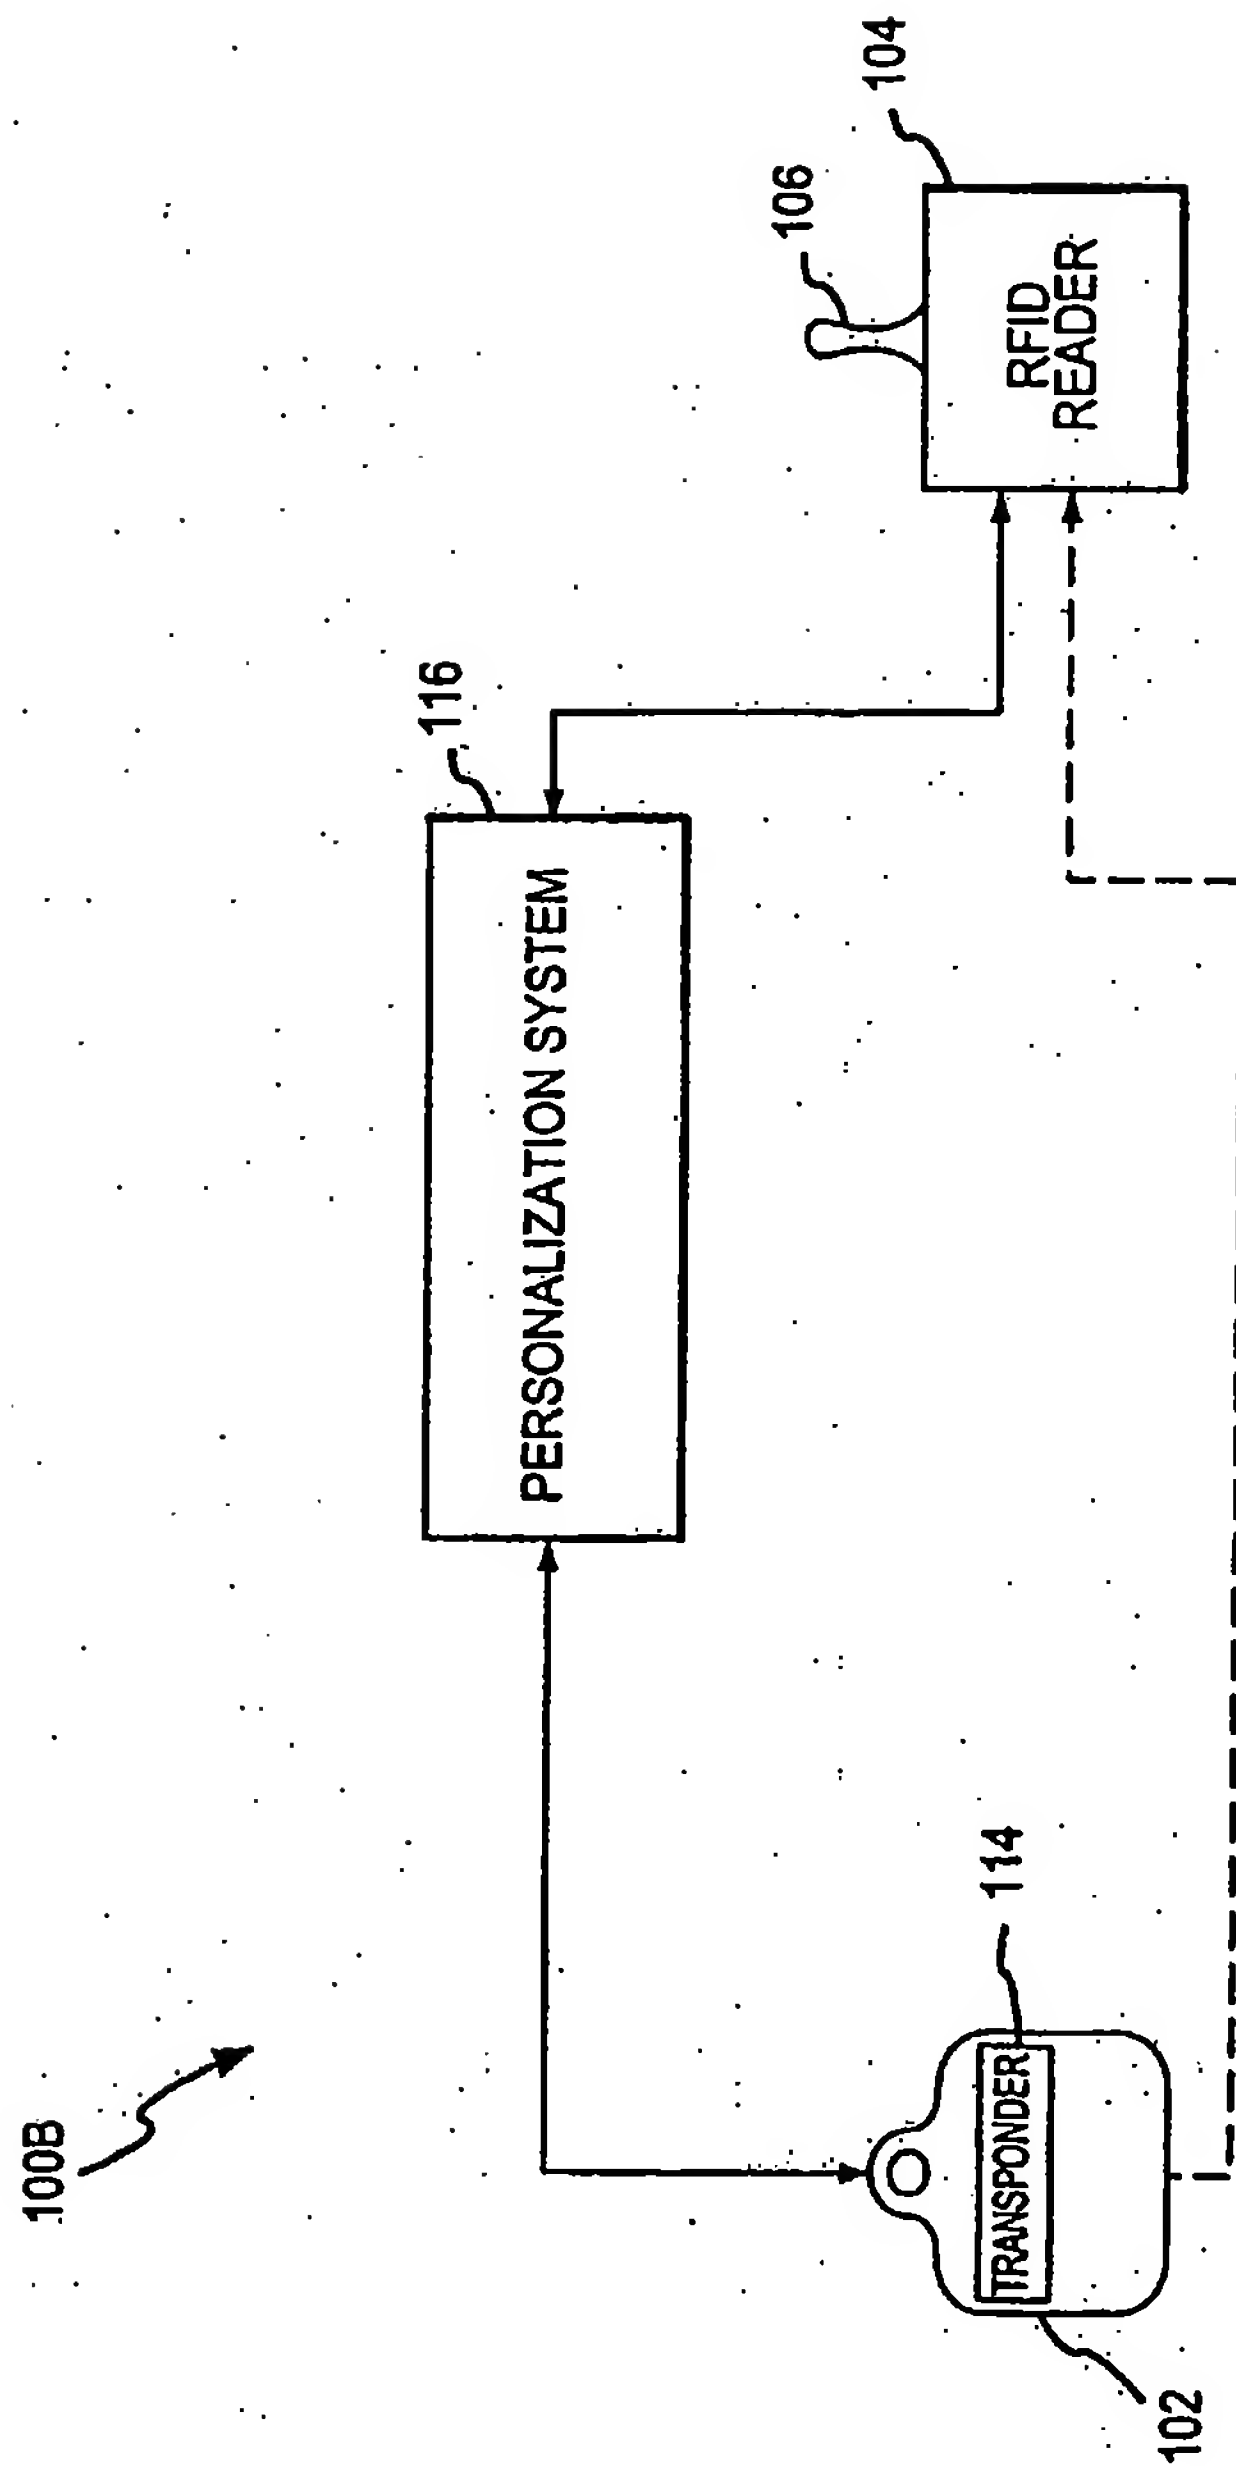 100B
116
PERSONALIZATION SYSTEM
106
104
RFID
READER
114
TRANSPONDER
102